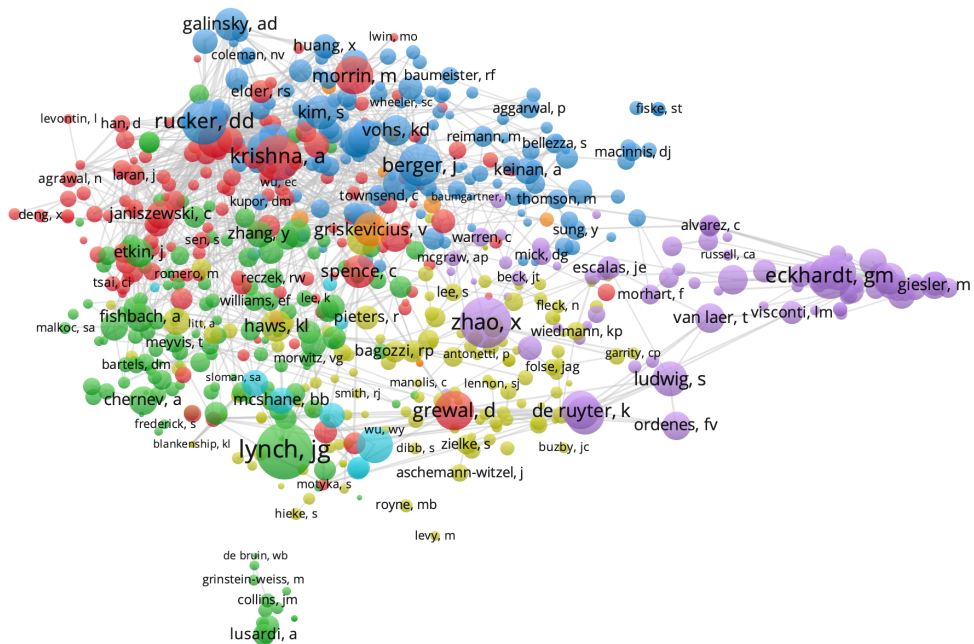 galinsky, ad
lwin, mo
huang, x
coleman, nv
morrin, m
baumeister, rf
elder, rs
wheeler, sc
aggarwal, p
fiske, st
levontin, l
han, d
rucker, dd
kim, s
vohs, kd
reimann, m
bellezza, s
macinnis, dj
krishna, a
berger, j
keinan, a
agrawal, n
laran, j
wu, ec
kupor, dm
townsend, c
baumgartner, h
thomson, m
deng, x
janiszewski, c
sen, s
zhang, y
griskevicius, v
warren, c
sung, y
alvarez, c
etkin, j
mcgraw, ap
mick, dg
russell, ca
tsai, cl
romero, m
reczek, rw
spence, c
beck, jt
escalas, je
eckhardt, gm
giesler, m
williams, ef
lee, k
lee, s
fleck, n
morhart, f
malkoc, sa
fishbach, a
litt, a
haws, kl
pieters, r
zhao, x
wiedmann, kp
van laer, t
visconti, lm
meyvis, t
morwitz, vg
bagozzi, rp
antonetti, p
garrity, cp
bartels, dm
sloman, sa
folse, jag
ludwig, s
manolis, c
lennon, sj
chernev, a
mcshane, bb
smith, rj
grewal, d
de ruyter, k
frederick, s
wu, wy
ordenes, fv
blankenship, kl
lynch, jg
dibb, s
zielke, s
buzby, jc
aschemann-witzel, j
motyka, s
hieke, s
royne, mb
levy, m
de bruin, wb
grinstein-weiss, m
collins, jm
lusardi, a